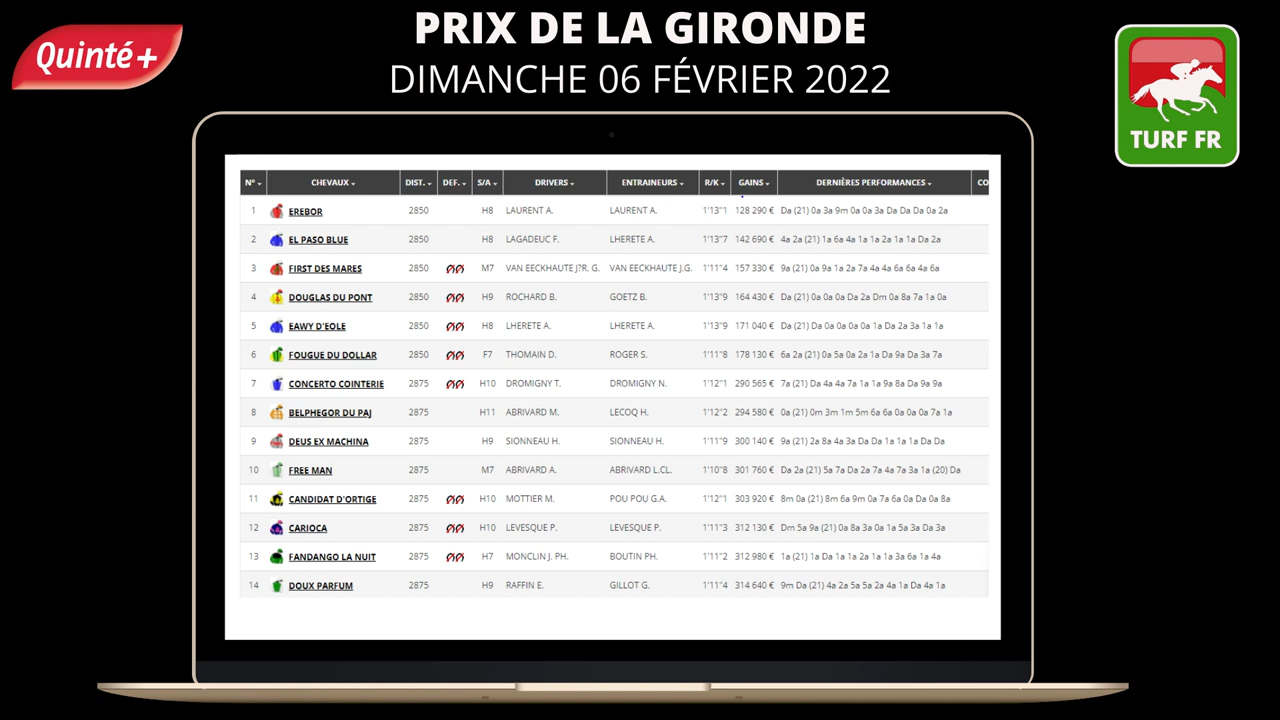 Quinté+
PRIX DE LA GIRONDE
DIMANCHE 06 FÉVRIER 2022
TURF FR
N° CHEVAUX DIST. DEF. S/A DRIVERS ENTRAINEURS R/K GAINS DERNIÈRES PERFORMANCES CO
1 EREBOR 2850 H8 LAURENT A. LAURENT A. 1'13"1 128 290 € Da (21) 0a 3a 9m 0a 0a 3a Da Da Da 0a 2a
2 EL PASO BLUE 2850 H8 LAGADEUC F. LHERETE A. 1'13"7 142 690 € 4a 2a (21) 1a 6a 4a 1a 1a 2a 1a 1a Da 2a
3 FIRST DES MARES 2850 M7 VAN EECKHAUTE J?R. G. VAN EECKHAUTE J.G. 1'11"4 157 330 € 9a (21) 0a 9a 1a 2a 7a 4a 4a 6a 6a 4a 6a
4 DOUGLAS DU PONT 2850 H9 ROCHARD B. GOETZ B. 1'13"9 164 430 € Da (21) 0a 0a 0a Da 2a Dm 0a 8a 7a 1a 0a
5 EAWY D'EOLE 2850 H8 LHERETE A. LHERETE A. 1'13"9 171 040 € Da (21) Da 0a 0a 0a 0a 1a Da 2a 3a 1a 1a
6 FOUGUE DU DOLLAR 2850 F7 THOMAIN D. ROGER S. 1'11"8 178 130 € 6a 2a (21) 0a 5a 0a 2a 1a Da 9a Da 3a 7a
7 CONCERTO COINTERIE 2875 H10 DROMIGNY T. DROMIGNY N. 1'12"1 290 565 € 7a (21) Da 4a 4a 7a 1a 1a 9a 8a Da 9a 9a
8 BELPHEGOR DU PAJ 2875 H11 ABRIVARD M. LECOQ H. 1'12"2 294 580 € 0a (21) 0m 3m 1m 5m 6a 6a 0a 0a 0a 7a 1a
9 DEUS EX MACHINA 2875 H9 SIONNEAU H. SIONNEAU H. 1'11"9 300 140 € 9a (21) 2a 8a 4a 3a Da Da 1a 1a 1a Da Da
10 FREE MAN 2875 M7 ABRIVARD A. ABRIVARD L.CL. 1'10"8 301 760 € Da 2a (21) 5a 7a Da 2a 7a 4a 7a 3a 1a (20) Da
11 CANDIDAT D'ORTIGE 2875 H10 MOTTIER M. POU POU G.A. 1'12"1 303 920 € 8m 0a (21) 8m 6a 9m 0a 7a 6a 0a Da 0a 8a
12 CARIOCA 2875 H10 LEVESQUE P. LEVESQUE P. 1'11"3 312 130 € Dm 5a 9a (21) 0a 8a 3a 0a 1a 5a 3a Da 3a
13 FANDANGO LA NUIT 2875 H7 MONCLIN J. PH. BOUTIN PH. 1'11"2 312 980 € 1a (21) 1a Da 1a 1a 2a 1a 1a 3a 6a 1a 4a
14 DOUX PARFUM 2875 H9 RAFFIN E. GILLOT G. 1'11"4 314 640 € 9m Da (21) 4a 2a 5a 5a 2a 4a 1a Da 4a 1a